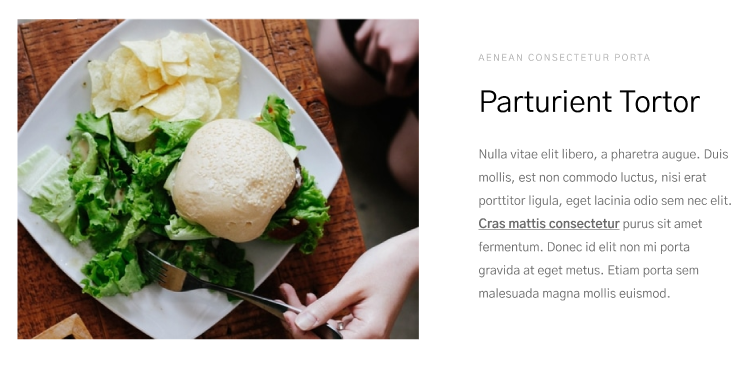 AENEAN CONSECTETUR PORTA
Parturient Tortor
Nulla vitae elit libero, a pharetra augue. Duis
mollis, est non commodo luctus, nisi erat
porttitor ligula, eget lacinia odio sem nec elit.
Cras mattis consectetur purus sit amet
fermentum. Donec id elit non mi porta
gravida at eget metus. Etiam porta sem
malesuada magna mollis euismod.